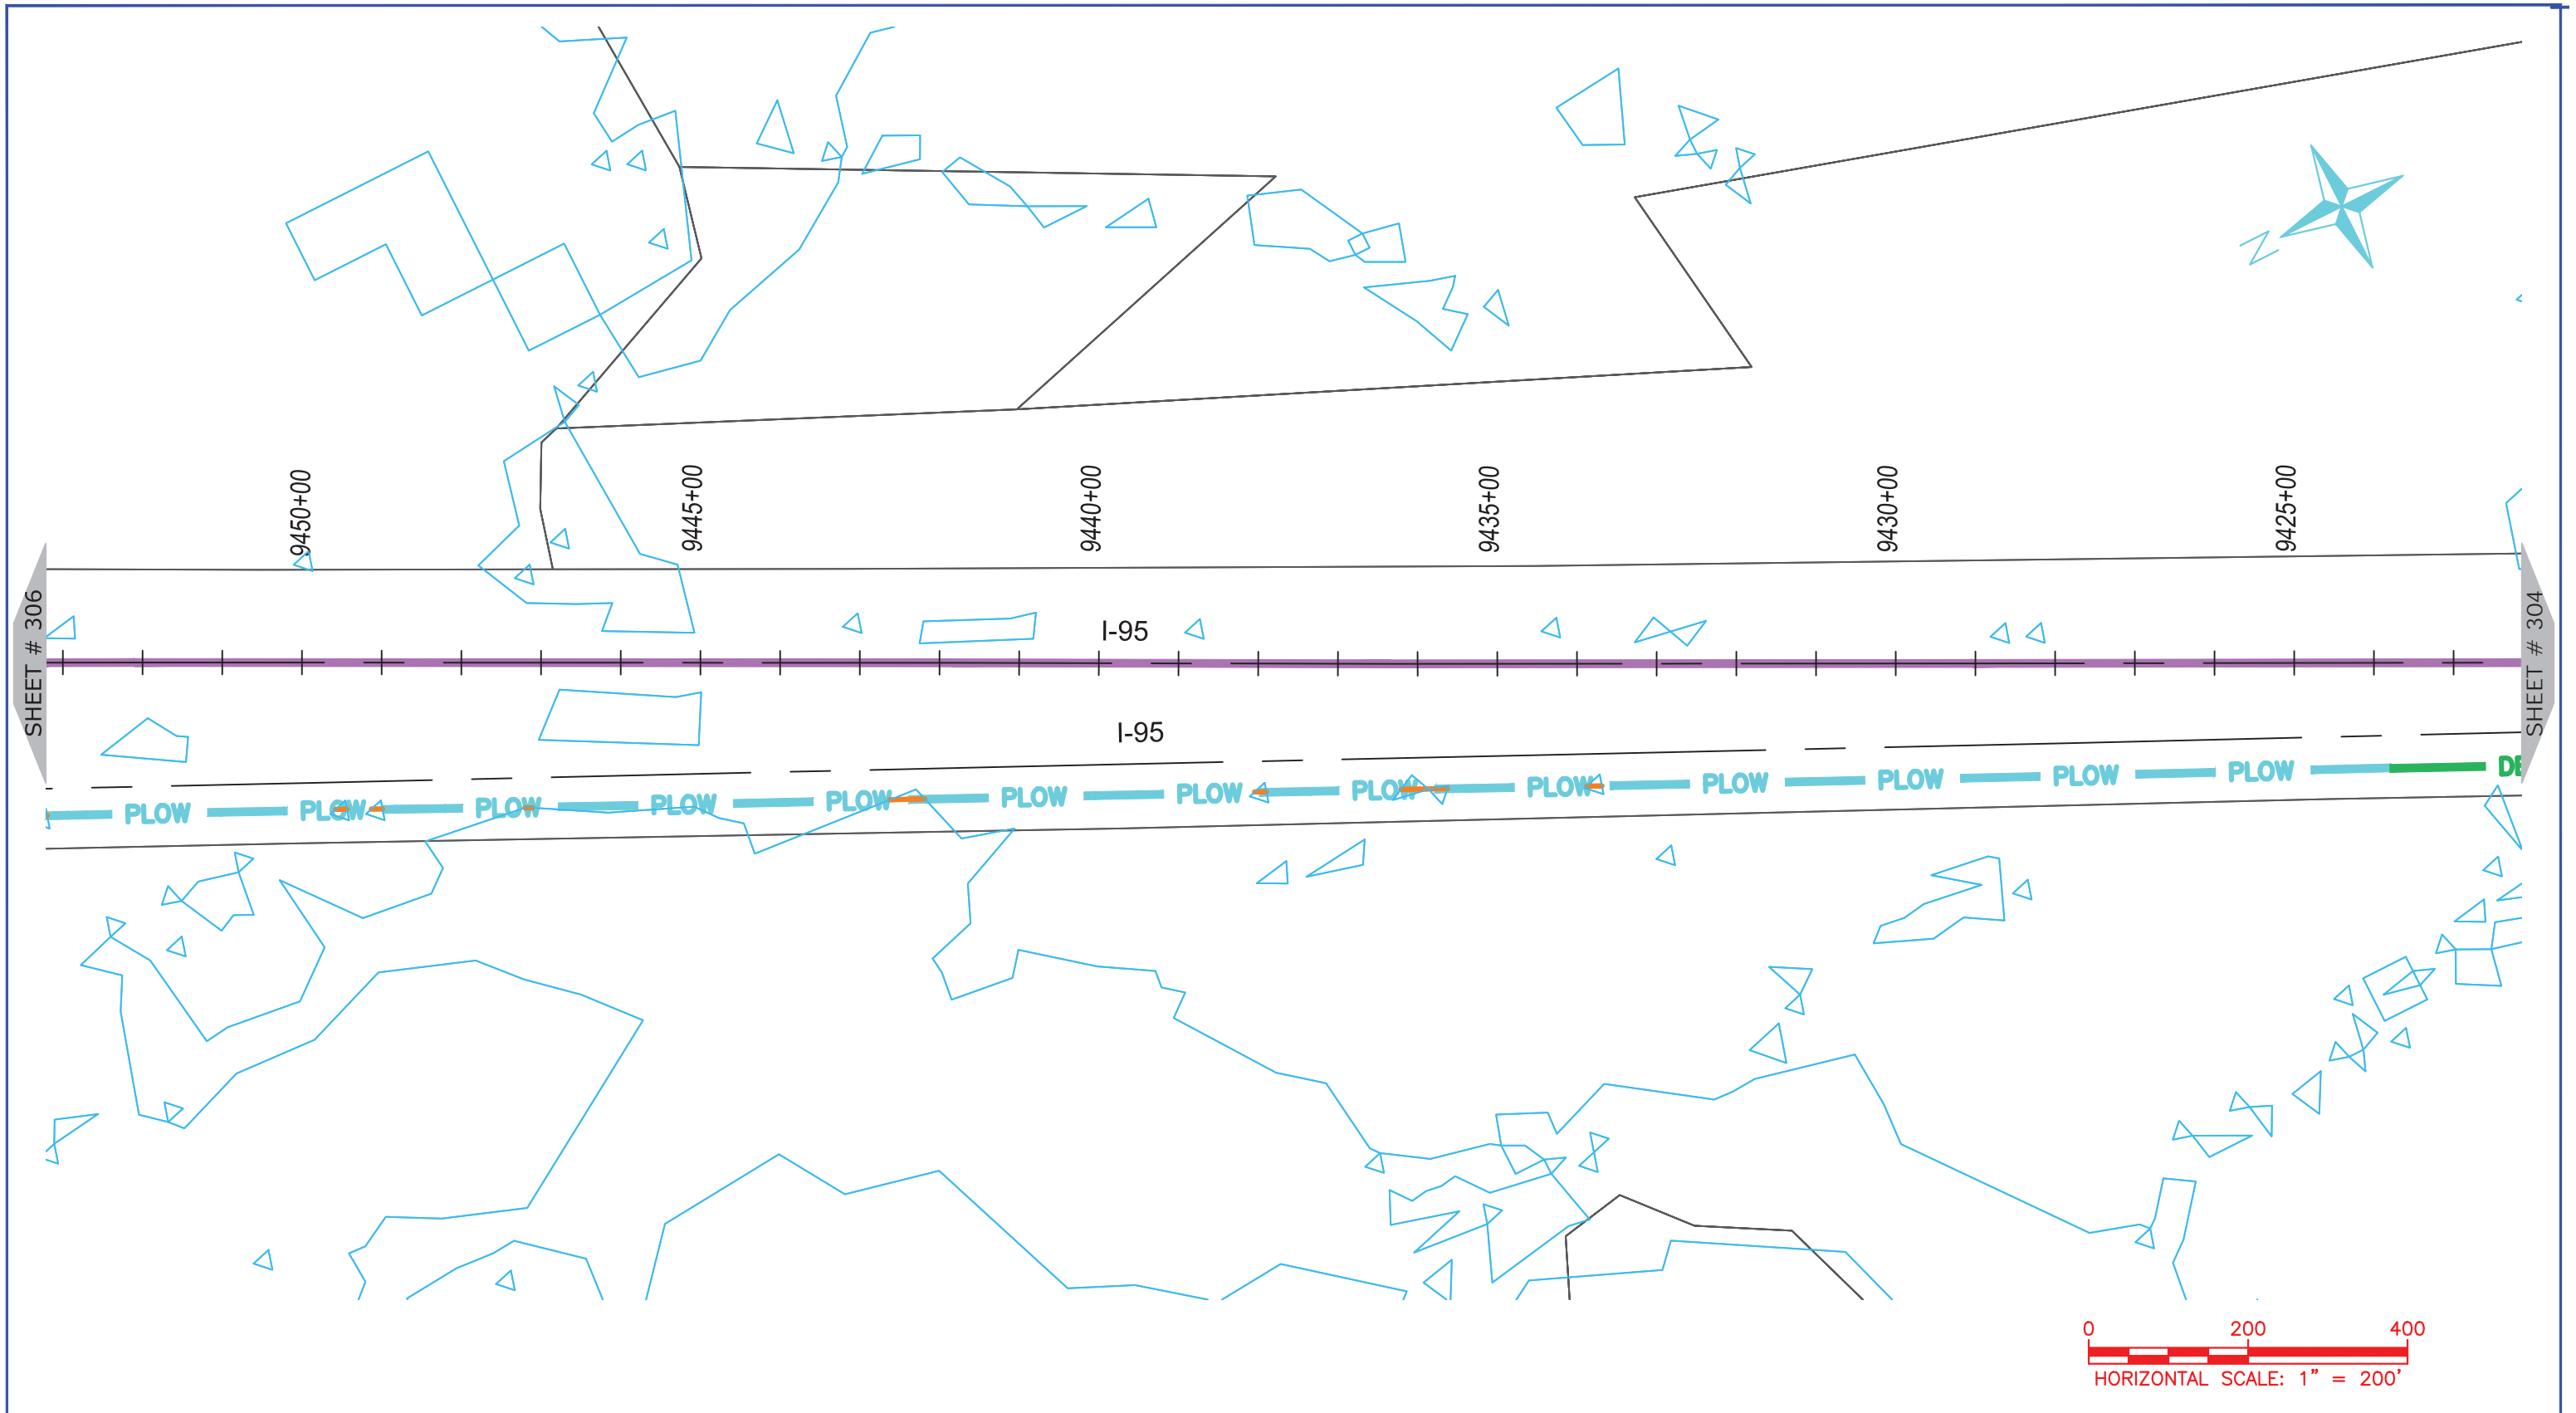 N
9450+00 9445+00 9440+00 9435+00 9430+00 9425+00
SHEET # 306
SHEET # 304
I-95
I-95
PLOW PLOW PLOW PLOW PLOW PLOW PLOW PLOW PLOW PLOW PLOW PLOW PLOW DE
0 200 400
HORIZONTAL SCALE: 1" = 200'